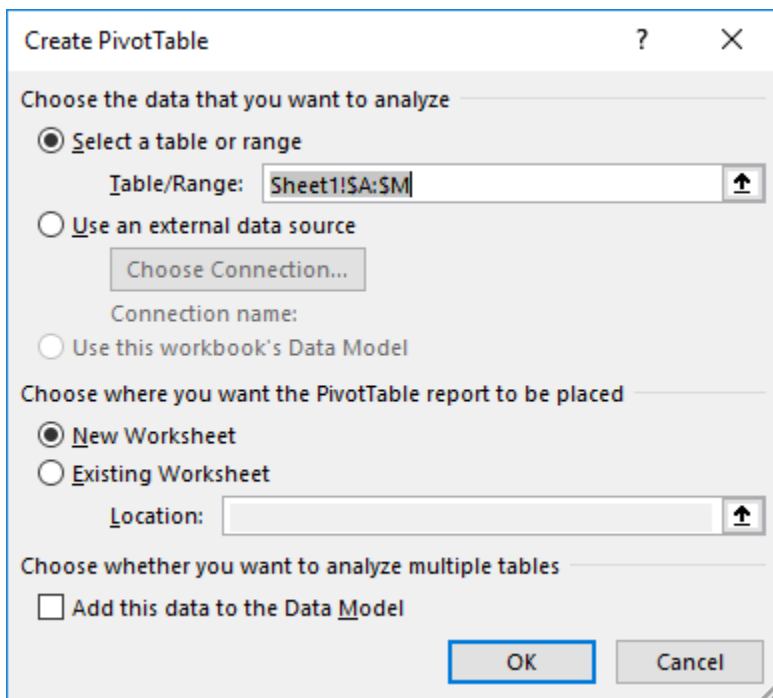 Create PivotTable
Choose the data that you want to analyze
Select a table or range
Table/Range: Sheet1!$A:$M
Use an external data source
Choose Connection...
Connection name:
Use this workbook's Data Model
Choose where you want the PivotTable report to be placed
New Worksheet
Existing Worksheet
Location:
Choose whether you want to analyze multiple tables
Add this data to the Data Model
OK Cancel